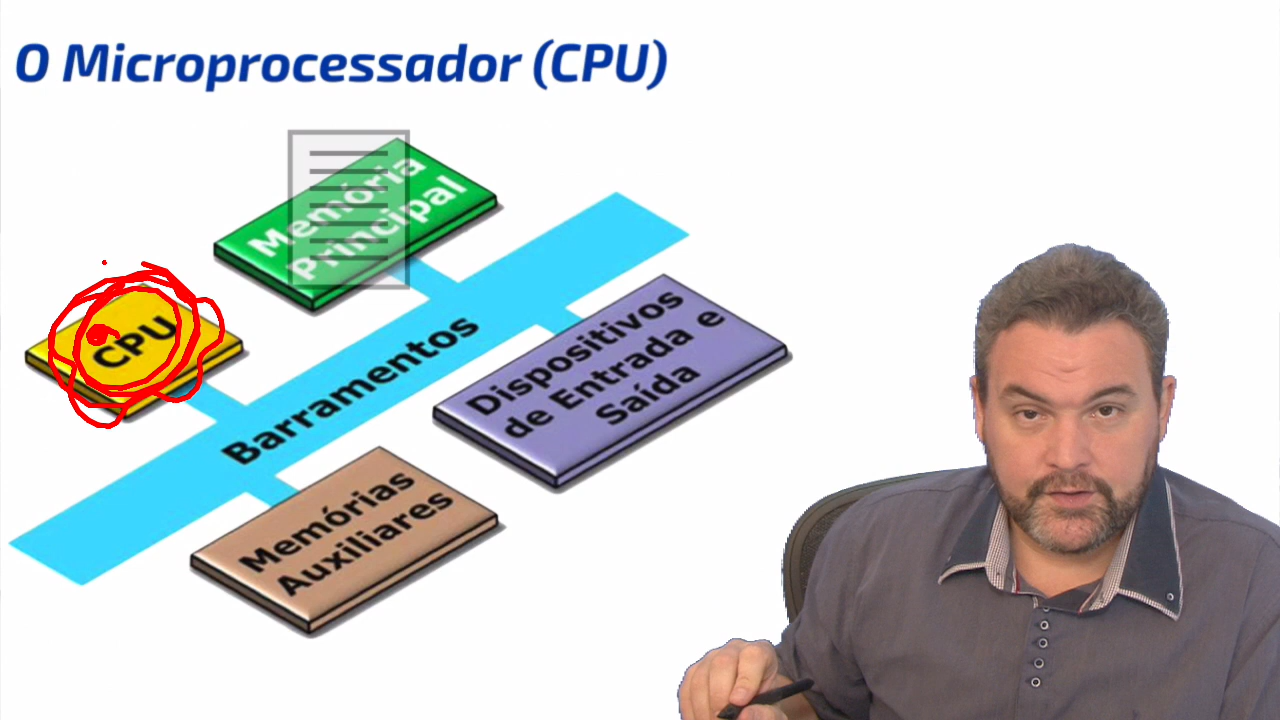 O Microprocessador (CPU)
Memória
Principal
CPU
Barramentos
Dispositivos
de Entrada e
Saída
Memórias
Auxiliares